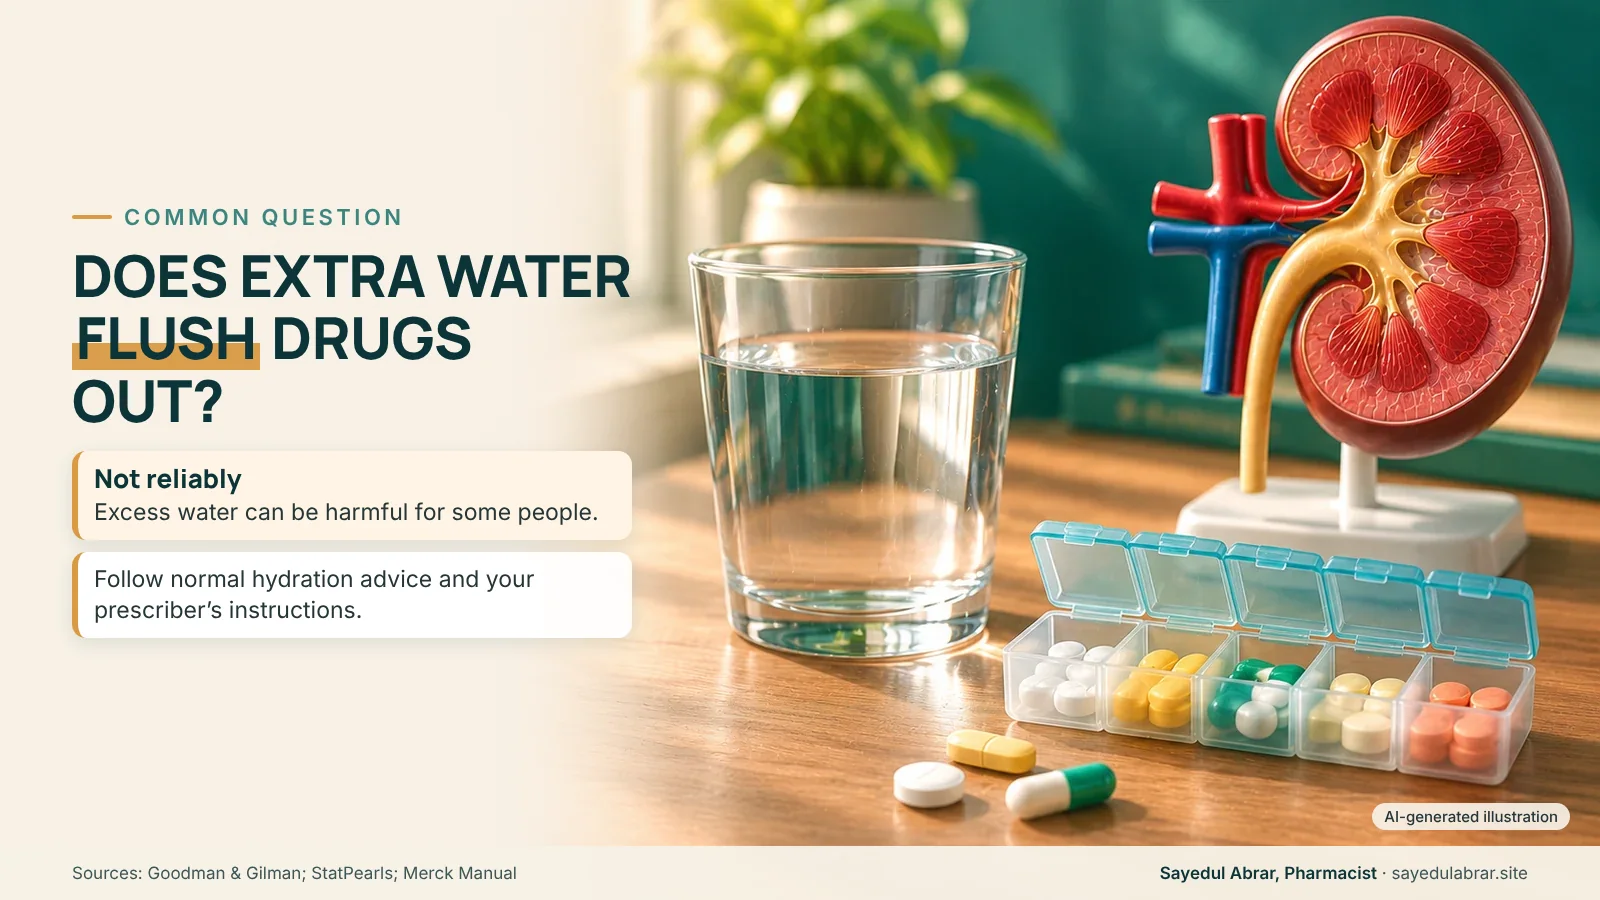 COMMON QUESTION
DOES EXTRA WATER
FLUSH DRUGS
OUT?
Not reliably
Excess water can be harmful for some people.
Follow normal hydration advice and your
prescriber’s instructions.
AI-generated illustration
Sources: Goodman & Gilman; StatPearls; Merck Manual
Sayedul Abrar, Pharmacist · sayedulabrar.site